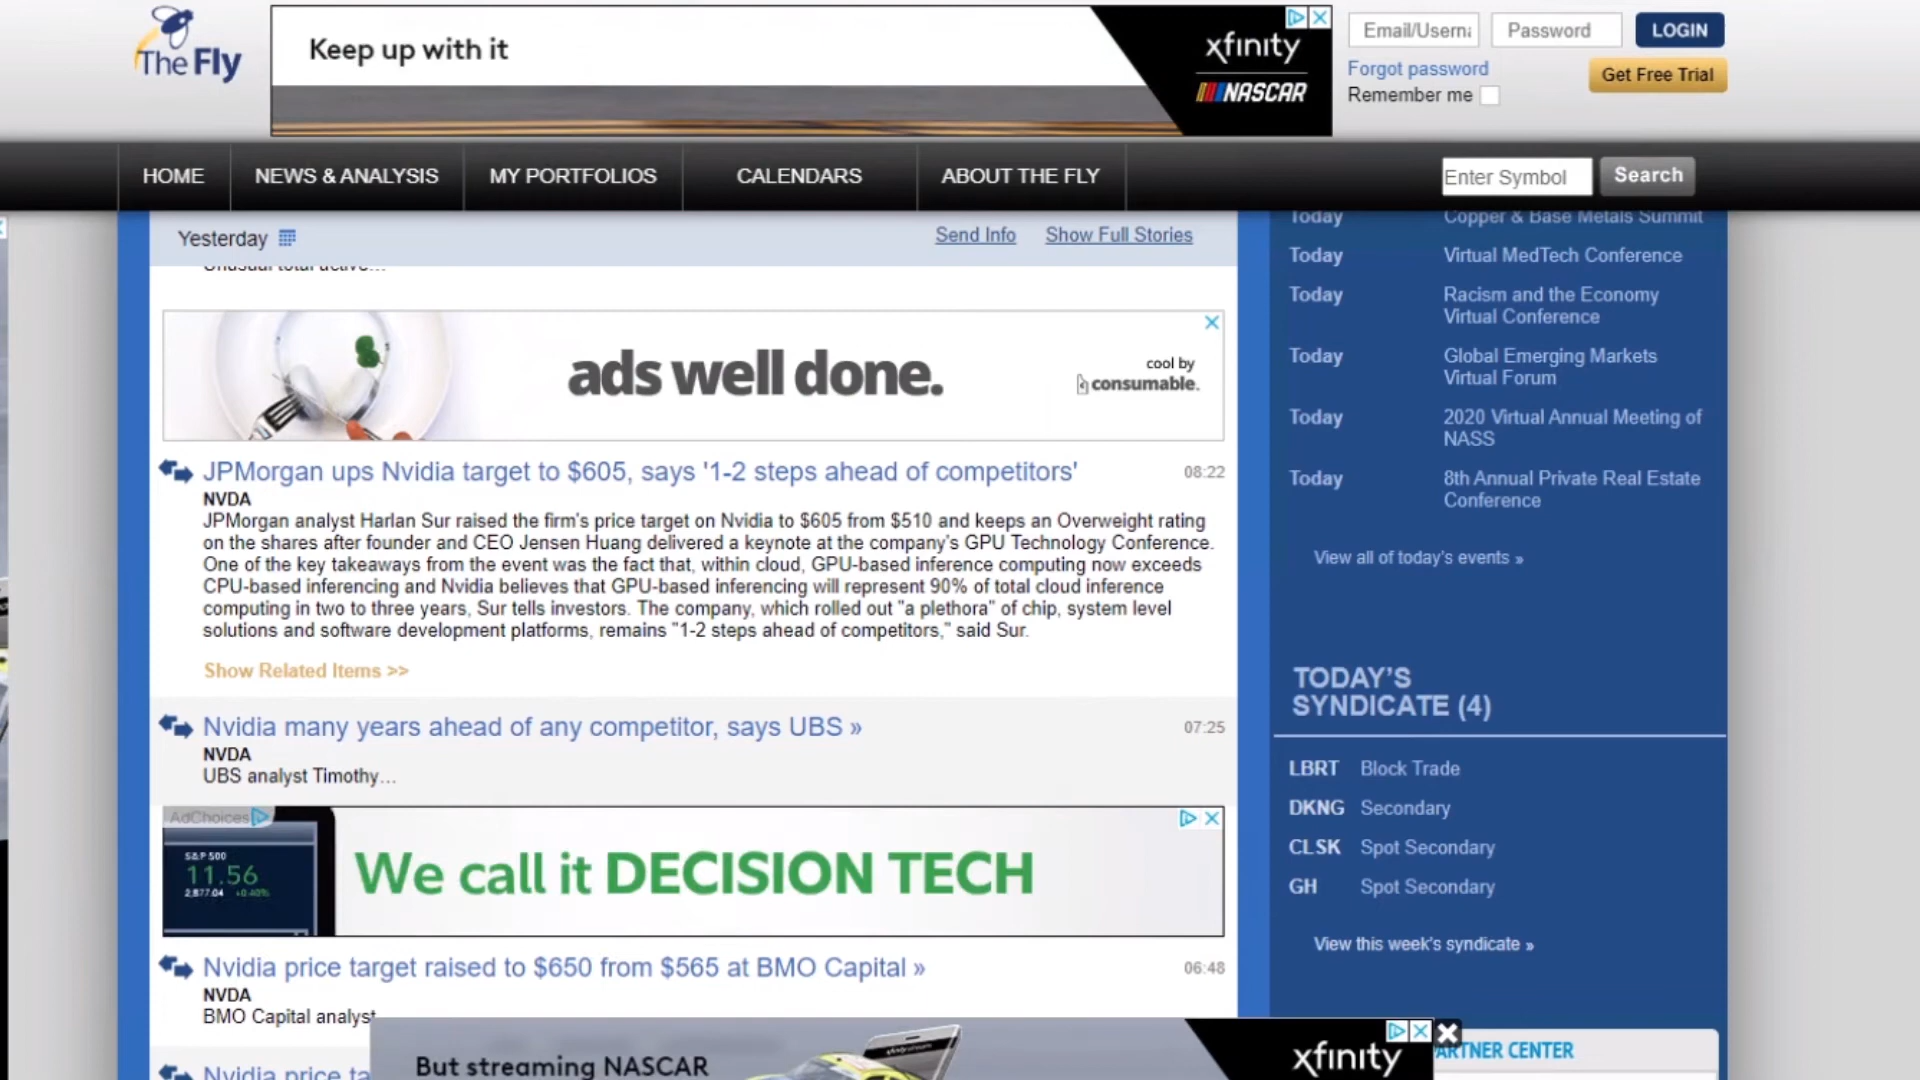 The Fly
Keep up with it
xfinity
NASCAR
Email/Userna
Password
LOGIN
Forgot password
Get Free Trial
Remember me
HOME
NEWS & ANALYSIS
MY PORTFOLIOS
CALENDARS
ABOUT THE FLY
Enter Symbol
Search
Yesterday
Send Info
Show Full Stories
Unusual total active...
ads well done.
cool by
consumable.
JPMorgan ups Nvidia target to $605, says '1-2 steps ahead of competitors'
08:22
NVDA
JPMorgan analyst Harlan Sur raised the firm's price target on Nvidia to $605 from $510 and keeps an Overweight rating
on the shares after founder and CEO Jensen Huang delivered a keynote at the company's GPU Technology Conference.
One of the key takeaways from the event was the fact that, within cloud, GPU-based inference computing now exceeds
CPU-based inferencing and Nvidia believes that GPU-based inferencing will represent 90% of total cloud inference
computing in two to three years, Sur tells investors. The company, which rolled out "a plethora" of chip, system level
solutions and software development platforms, remains "1-2 steps ahead of competitors," said Sur.
Show Related Items >>
Nvidia many years ahead of any competitor, says UBS »
07:25
NVDA
UBS analyst Timothy...
AdChoices
S&P 500
11.56
2,877.04 +0.40%
We call it DECISION TECH
Nvidia price target raised to $650 from $565 at BMO Capital »
06:48
NVDA
BMO Capital analyst
Nvidia price ta
But streaming NASCAR
xfinity
Today Copper & Base Metals Summit
Today Virtual MedTech Conference
Today Racism and the Economy
Virtual Conference
Today Global Emerging Markets
Virtual Forum
Today 2020 Virtual Annual Meeting of
NASS
Today 8th Annual Private Real Estate
Conference
View all of today's events »
TODAY'S
SYNDICATE (4)
LBRT Block Trade
DKNG Secondary
CLSK Spot Secondary
GH Spot Secondary
View this week's syndicate »
ARTNER CENTER